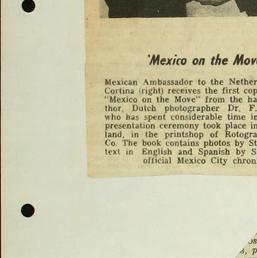 'Mexico on the Mov
Mexican Ambassador to the Nether
Cortina (right) receives the first cop
"Mexico on the Move" from the ha
thor, Dutch photographer Dr. F.
who has spent considerable time in
presentation ceremony took place in
land, in the printshop of Rotogra
Co. The book contains photos by St
text in English and Spanish by S
official Mexico City chron